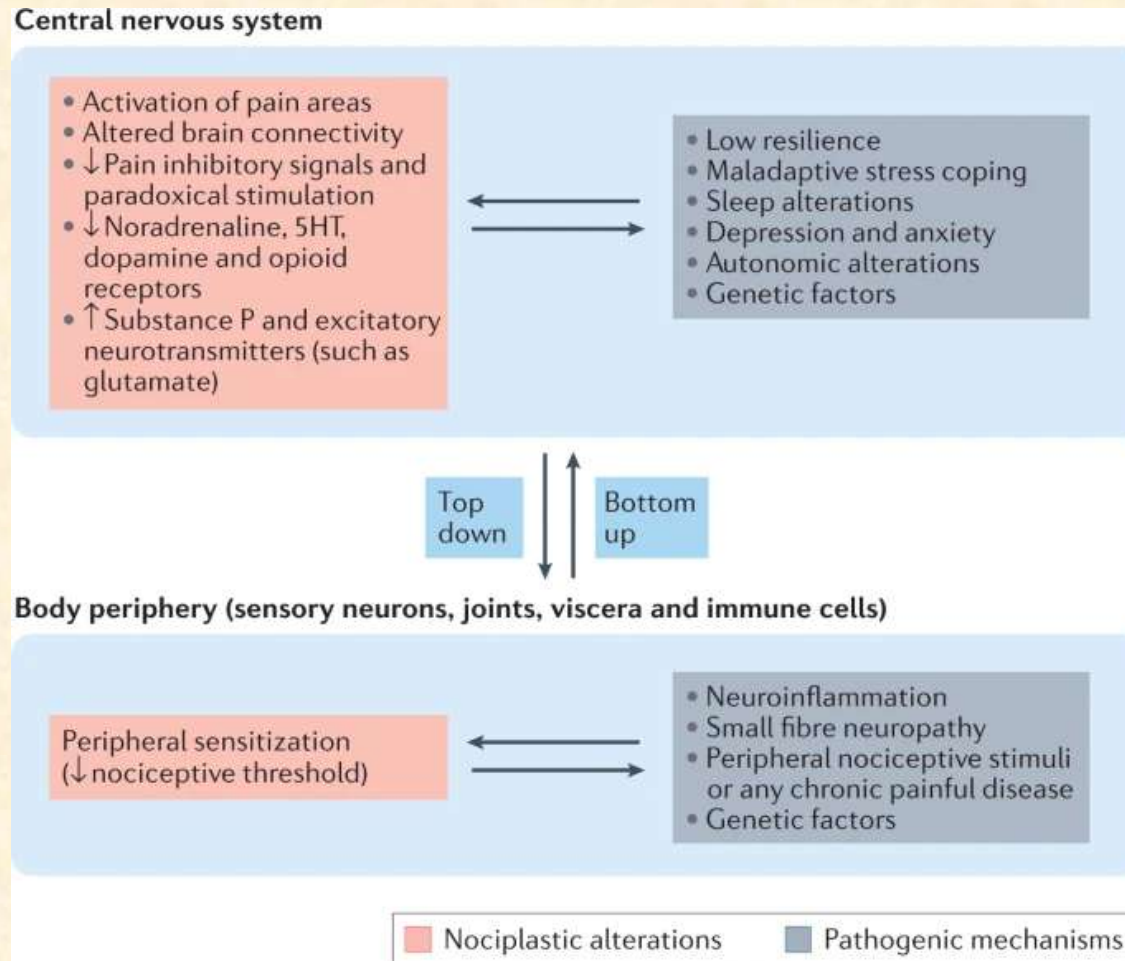 Central nervous system
• Activation of pain areas
• Altered brain connectivity
• ↓Pain inhibitory signals and
paradoxical stimulation
• ↓Noradrenaline, 5HT,
dopamine and opioid
receptors
• ↑Substance P and excitatory
neurotransmitters (such as
glutamate)
• Low resilience
• Maladaptive stress coping
• Sleep alterations
• Depression and anxiety
• Autonomic alterations
• Genetic factors
Top
down
Bottom
up
Body periphery (sensory neurons, joints, viscera and immune cells)
Peripheral sensitization
(↓nociceptive threshold)
• Neuroinflammation
• Small fibre neuropathy
• Peripheral nociceptive stimuli
or any chronic painful disease
• Genetic factors
Nociplastic alterations
Pathogenic mechanisms